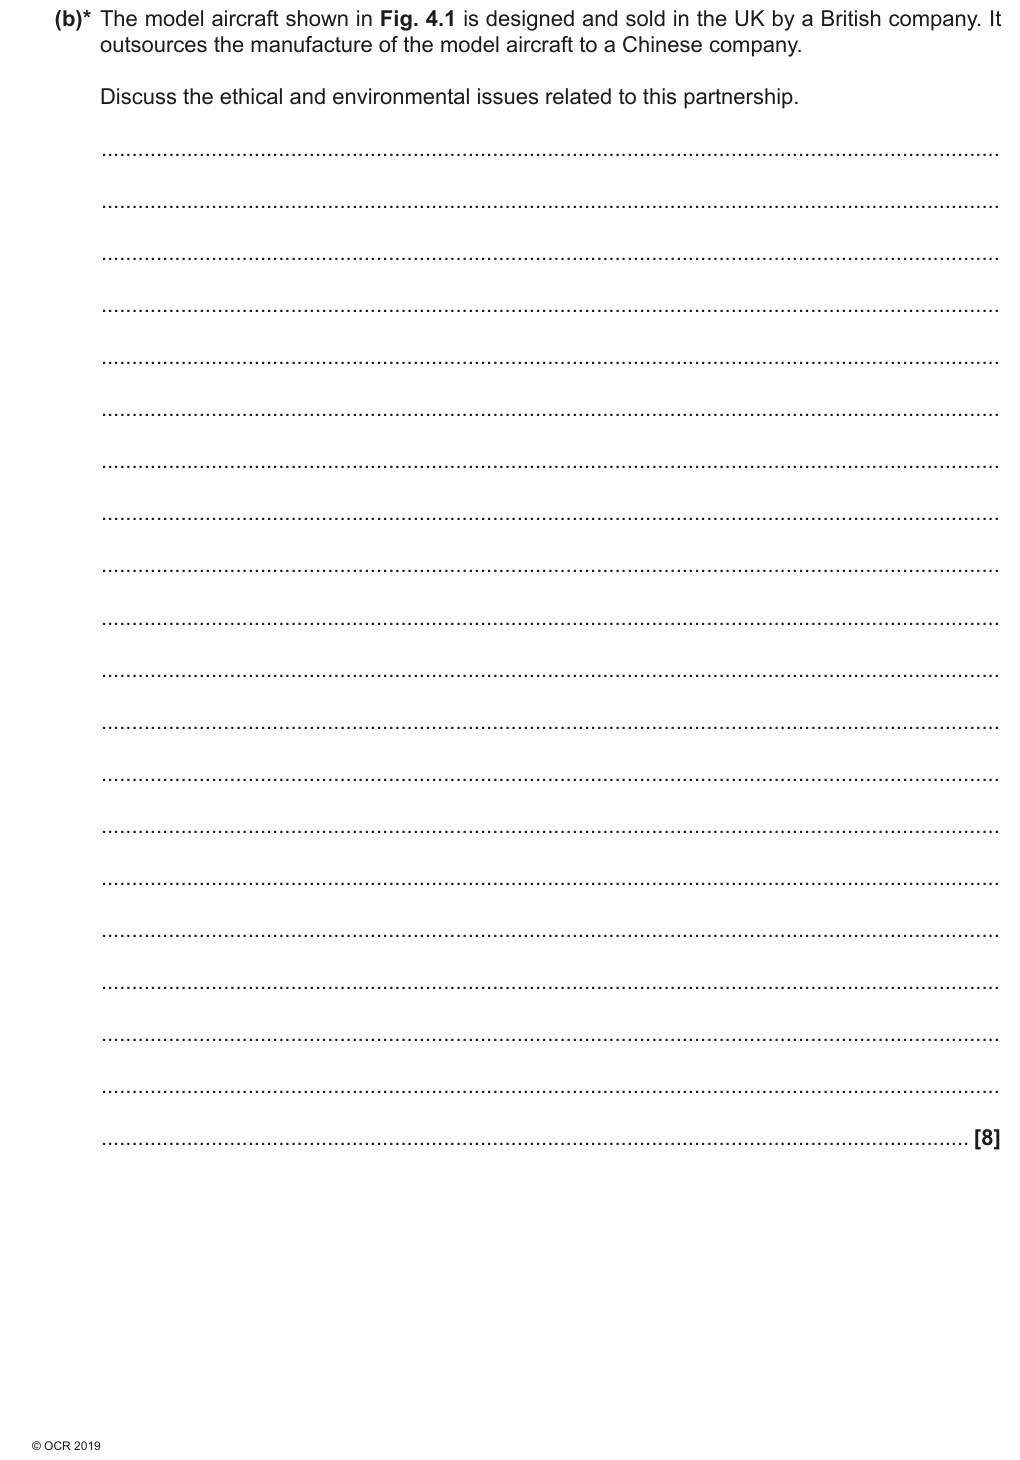 (b)* The model aircraft shown in Fig. 4.1 is designed and sold in the UK by a British company. It
outsources the manufacture of the model aircraft to a Chinese company.
Discuss the ethical and environmental issues related to this partnership.
[8]
© OCR 2019